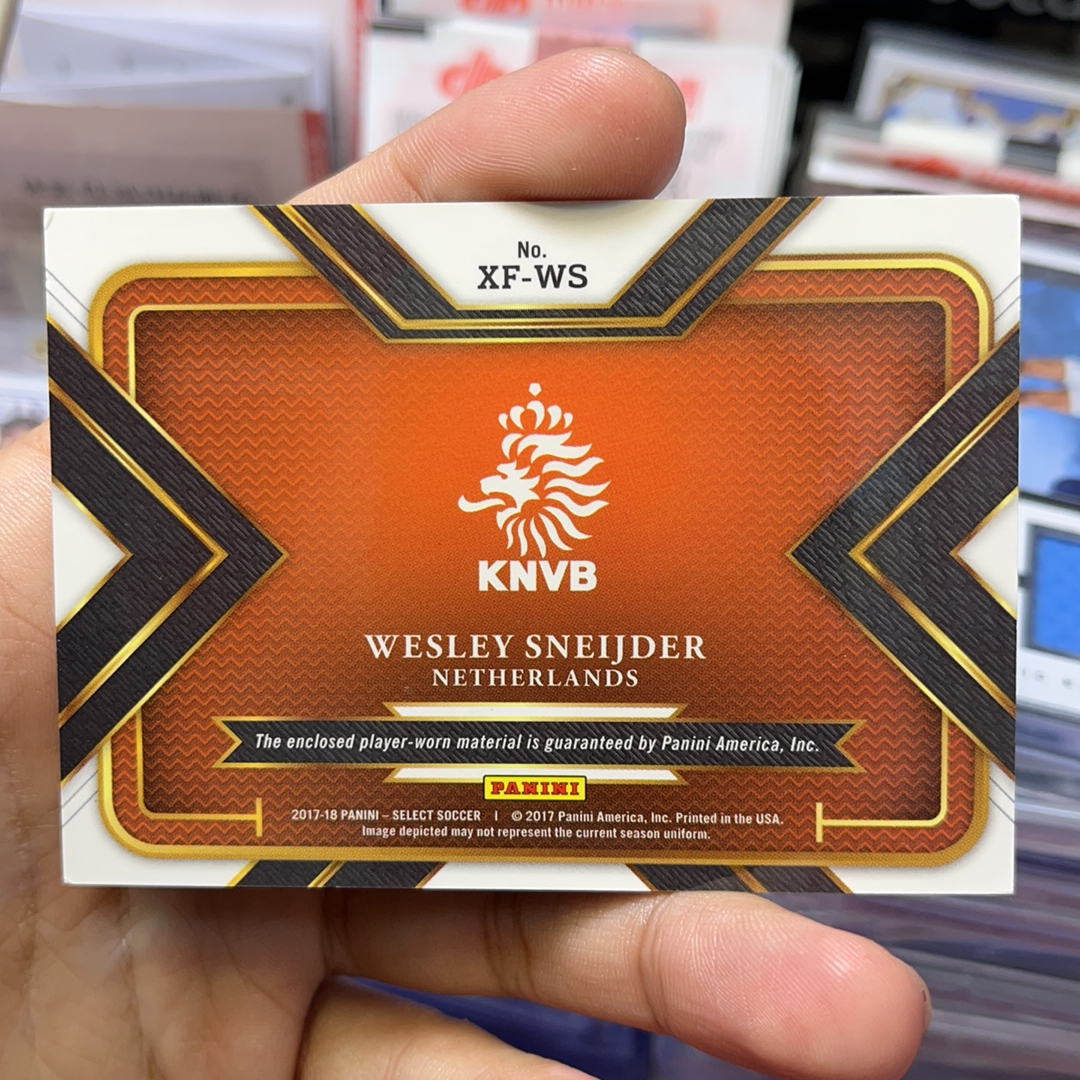 No.
XF-WS
KNVB
WESLEY SNEIJDER
NETHERLANDS
The enclosed player-worn material is guaranteed by Panini America, Inc.
PANINI
2017-18 PANINI – SELECT SOCCER | © 2017 Panini America, Inc. Printed in the USA.
Image depicted may not represent the current season uniform.